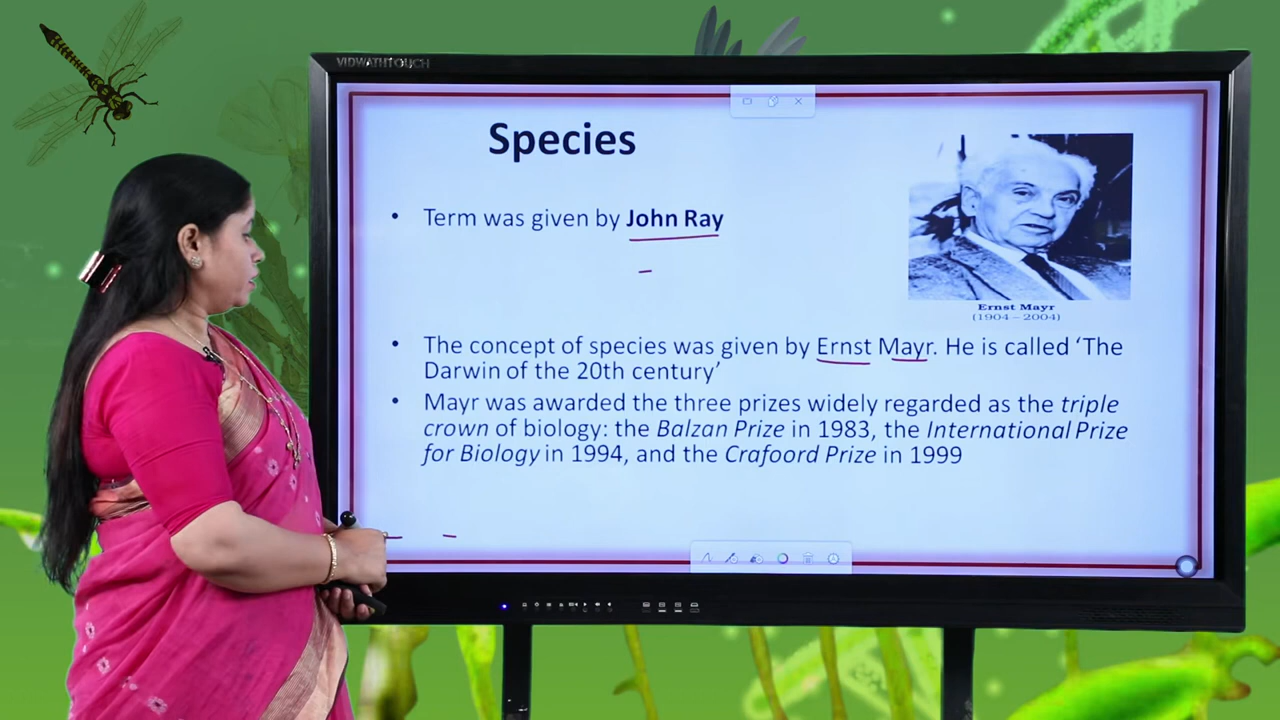 VIDWATHTOUCH
Species
• Term was given by John Ray
Ernst Mayr
(1904 – 2004)
• The concept of species was given by Ernst Mayr. He is called ‘The
Darwin of the 20th century’
• Mayr was awarded the three prizes widely regarded as the triple
crown of biology: the Balzan Prize in 1983, the International Prize
for Biology in 1994, and the Crafoord Prize in 1999